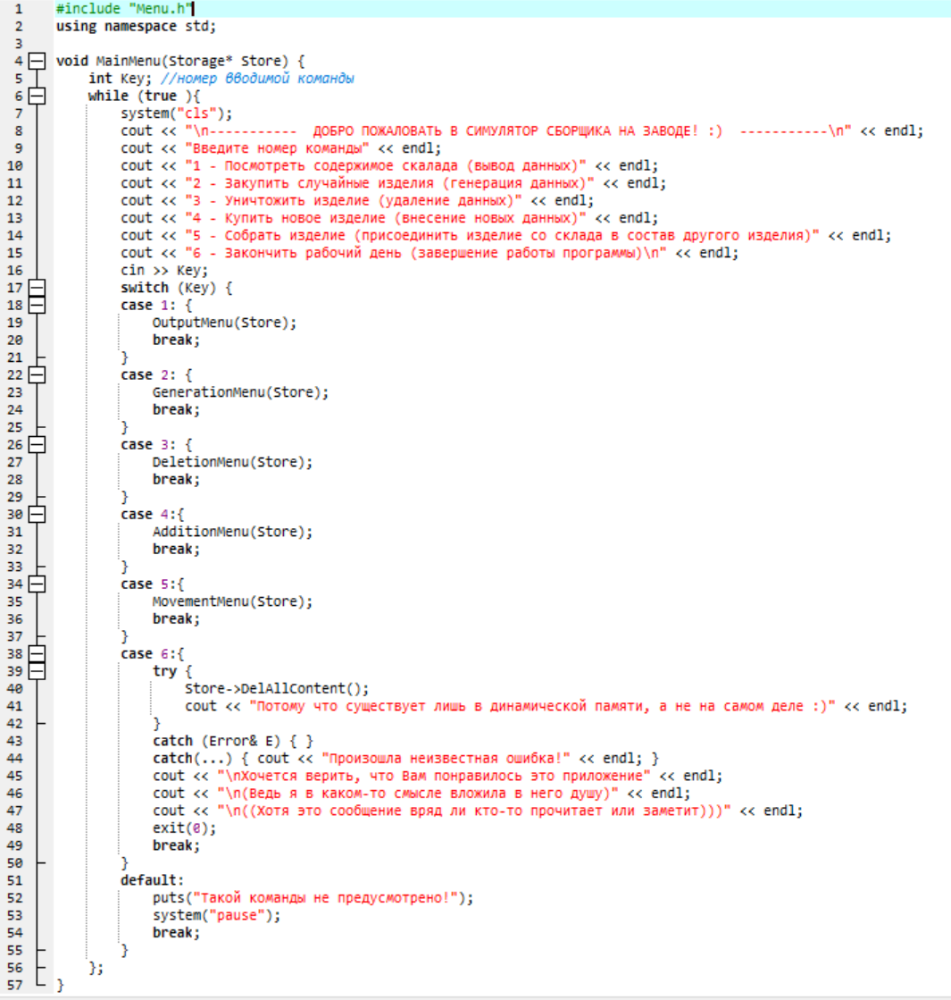 1 #include "Menu.h"
2 using namespace std;
3
4 void MainMenu(Storage* Store) {
5     int Key; //номер вводимой команды
6     while (true ){
7         system("cls");
8         cout << "\n-----------  ДОБРО ПОЖАЛОВАТЬ В СИМУЛЯТОР СБОРЩИКА НА ЗАВОДЕ! :)  -----------\n" << endl;
9         cout << "Введите номер команды" << endl;
10         cout << "1 - Посмотреть содержимое скалада (вывод данных)" << endl;
11         cout << "2 - Закупить случайные изделия (генерация данных)" << endl;
12         cout << "3 - Уничтожить изделие (удаление данных)" << endl;
13         cout << "4 - Купить новое изделие (внесение новых данных)" << endl;
14         cout << "5 - Собрать изделие (присоединить изделие со склада в состав другого изделия)" << endl;
15         cout << "6 - Закончить рабочий день (завершение работы программы)\n" << endl;
16         cin >> Key;
17         switch (Key) {
18         case 1: {
19             OutputMenu(Store);
20             break;
21         }
22         case 2: {
23             GenerationMenu(Store);
24             break;
25         }
26         case 3: {
27             DeletionMenu(Store);
28             break;
29         }
30         case 4:{
31             AdditionMenu(Store);
32             break;
33         }
34         case 5:{
35             MovementMenu(Store);
36             break;
37         }
38         case 6:{
39             try {
40                 Store->DelAllContent();
41                 cout << "Потому что существует лишь в динамической памяти, а не на самом деле :)" << endl;
42             }
43             catch (Error& E) { }
44             catch(...) { cout << "Произошла неизвестная ошибка!" << endl; }
45             cout << "\nХочется верить, что Вам понравилось это приложение" << endl;
46             cout << "\n(Ведь я в каком-то смысле вложила в него душу)" << endl;
47             cout << "\n((Хотя это сообщение вряд ли кто-то прочитает или заметит)))" << endl;
48             exit(0);
49             break;
50         }
51         default:
52             puts("Такой команды не предусмотрено!");
53             system("pause");
54             break;
55         }
56     };
57 }